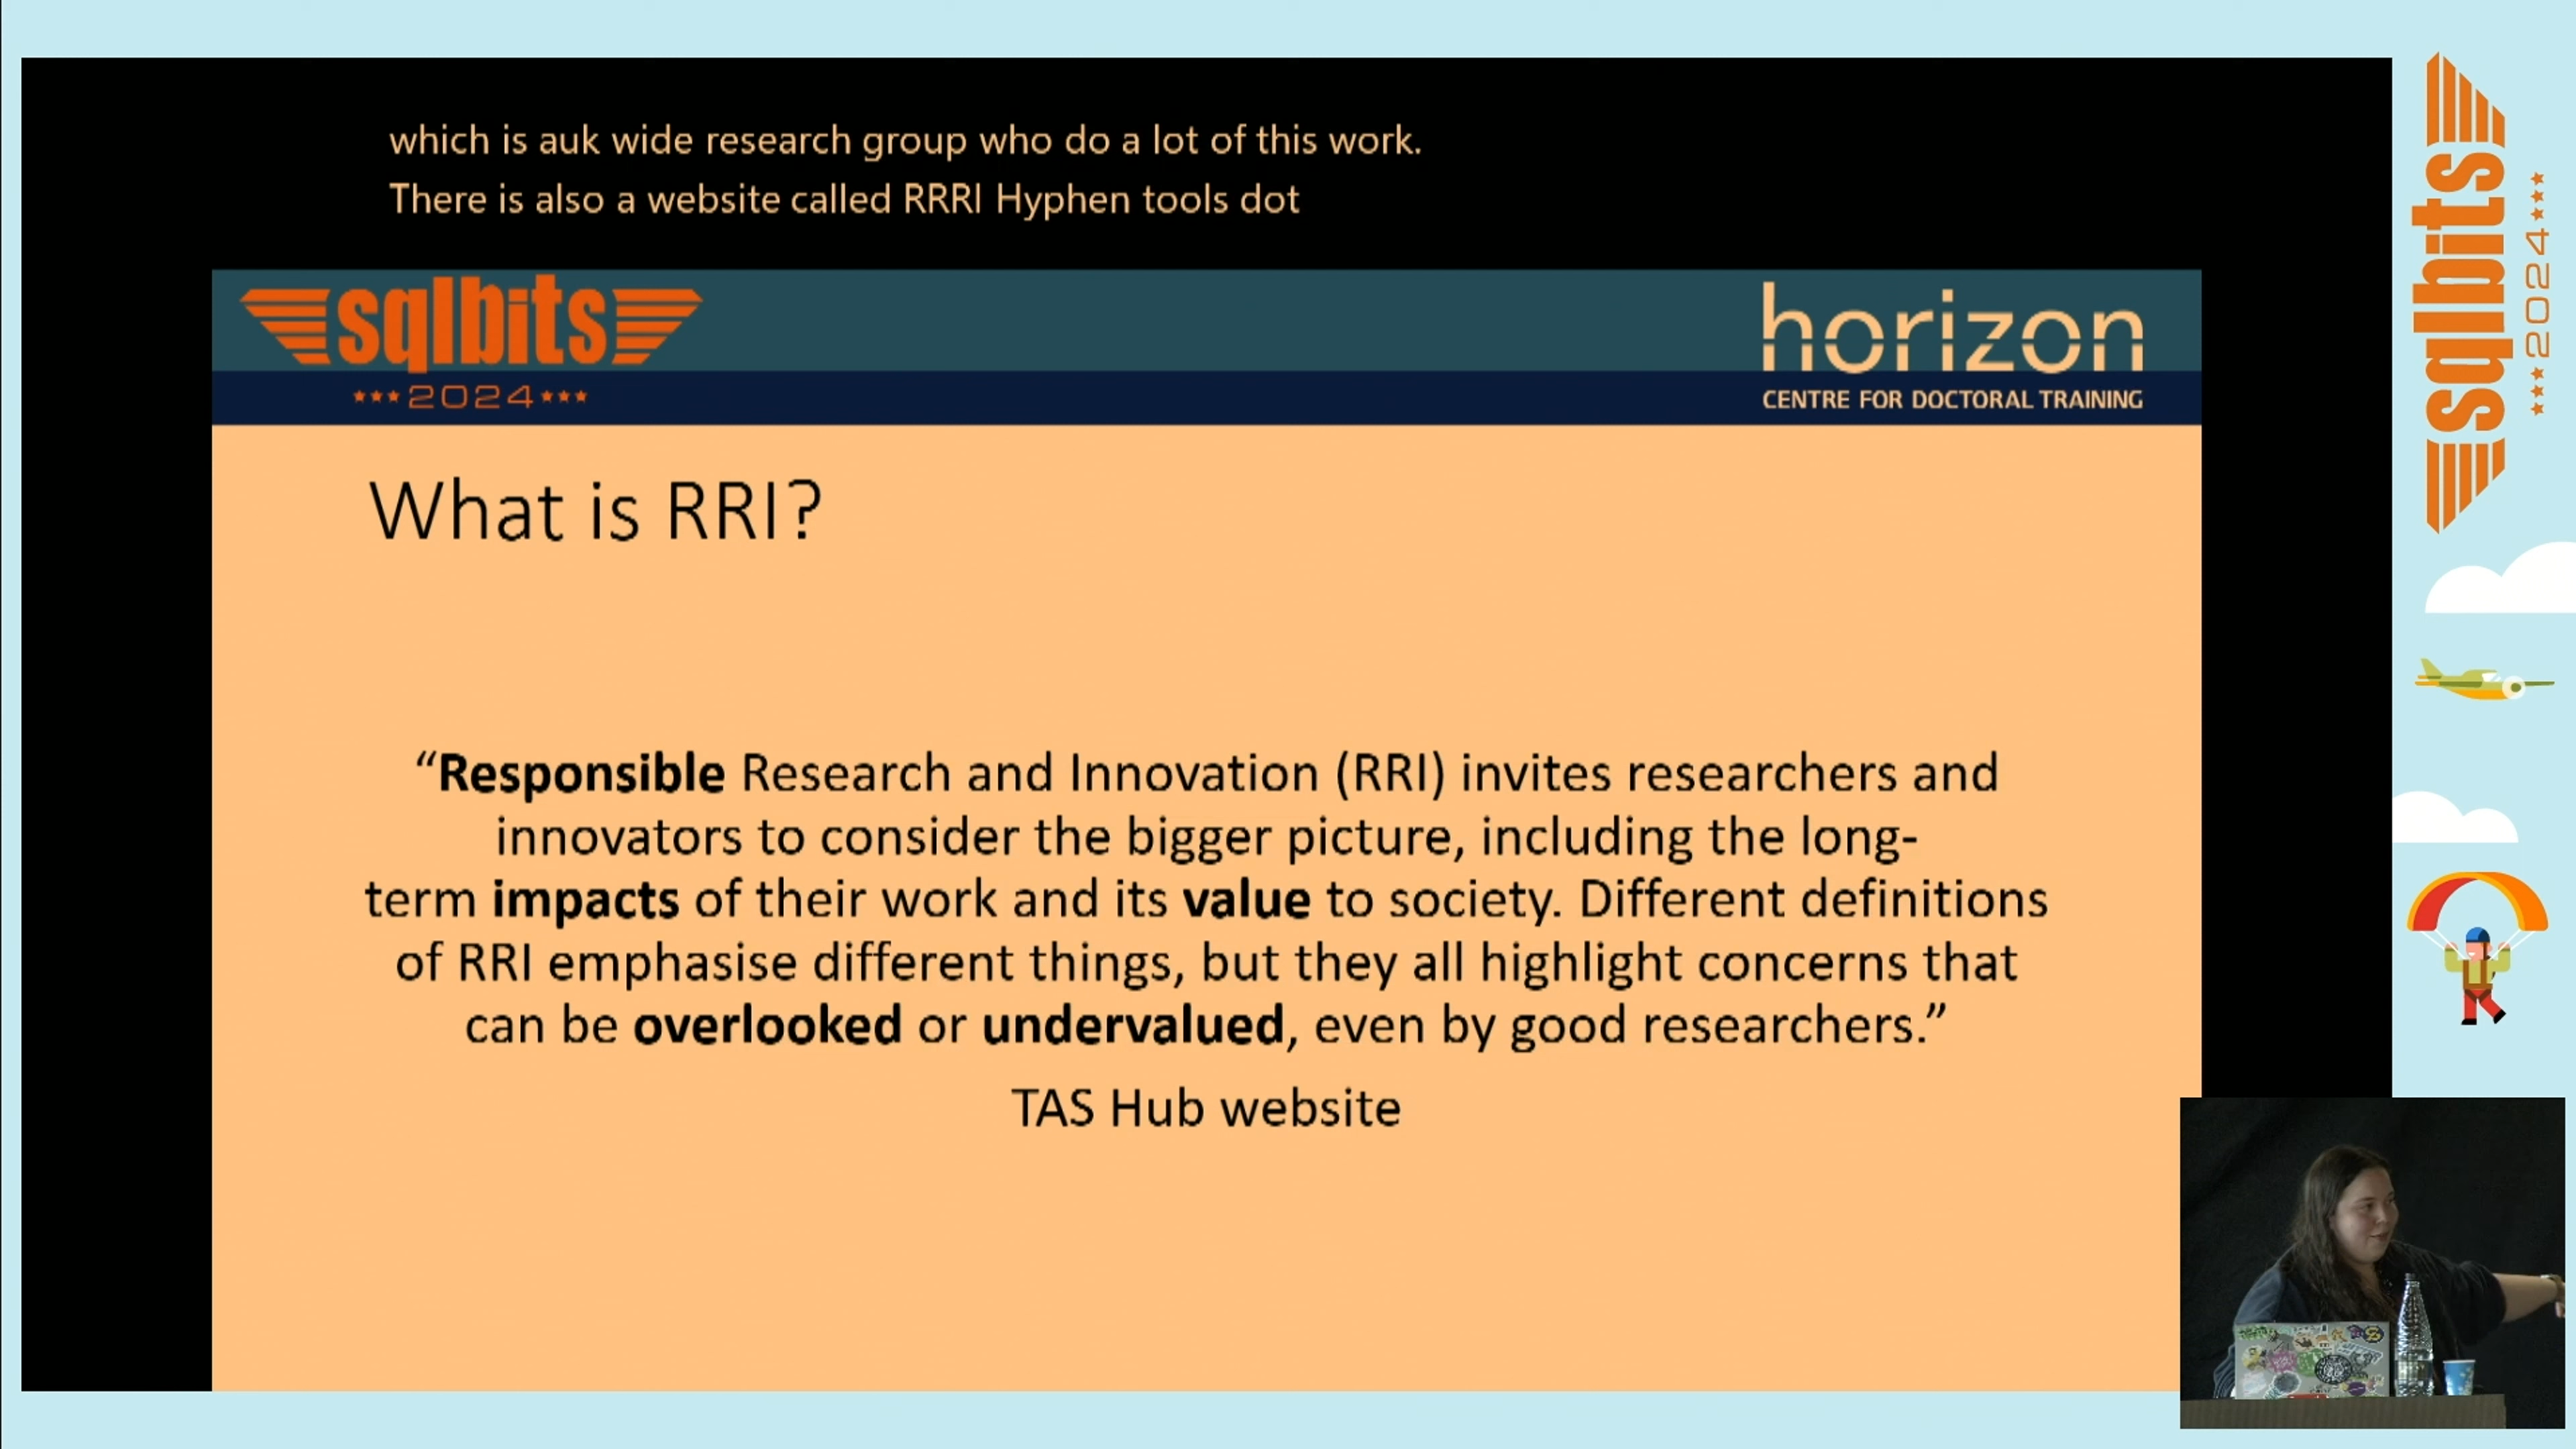 which is auk wide research group who do a lot of this work.
There is also a website called RRRI Hyphen tools dot
sqlbits
2024
horizon
CENTRE FOR DOCTORAL TRAINING
What is RRI?
“Responsible Research and Innovation (RRI) invites researchers and
innovators to consider the bigger picture, including the long-
term impacts of their work and its value to society. Different definitions
of RRI emphasise different things, but they all highlight concerns that
can be overlooked or undervalued, even by good researchers.”
TAS Hub website
sqlbits
2024